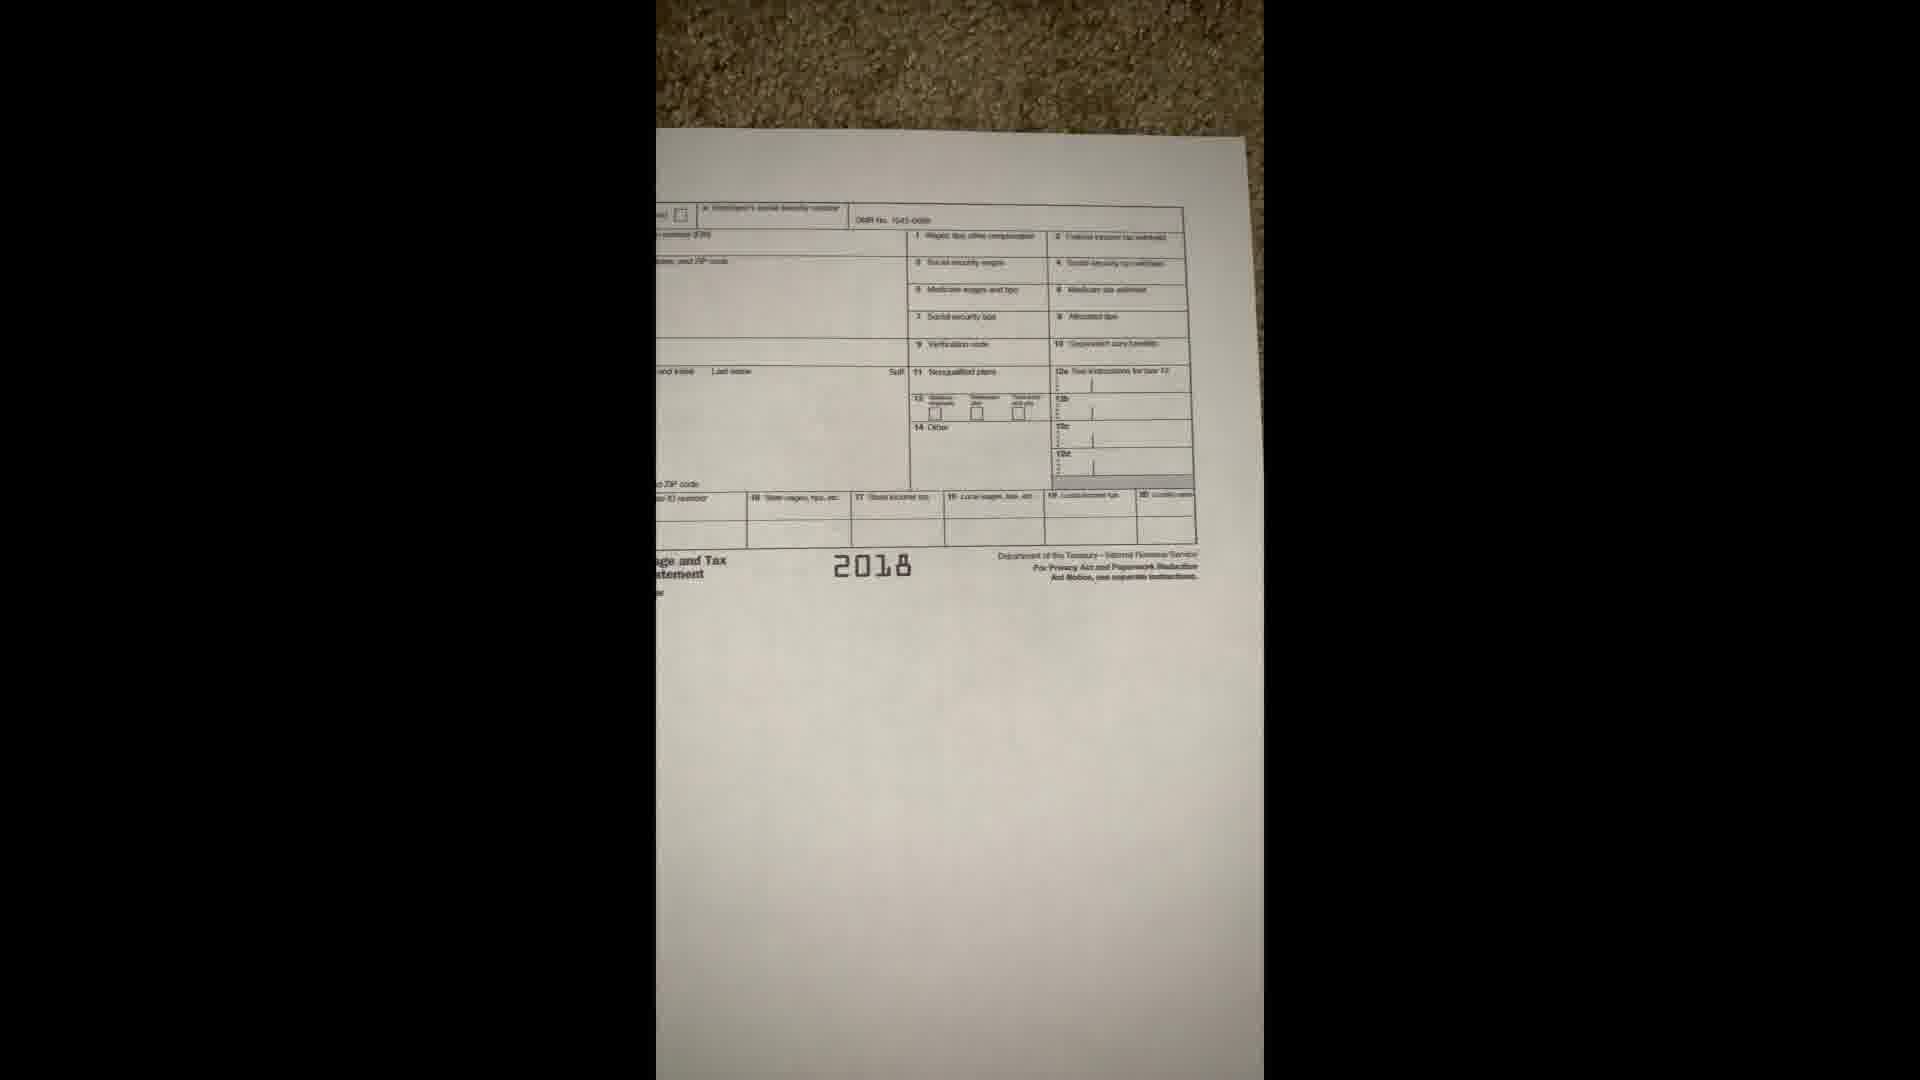 a Employee's social security number
OMB No. 1545-0008
number (EIN)
1 Wages, tips, other compensation
2 Federal income tax withheld
and ZIP code
3 Social security wages
4 Social security tax withheld
5 Medicare wages and tips
6 Medicare tax withheld
7 Social security tips
8 Allocated tips
9 Verification code
10 Dependent care benefits
and initial Last name Suff.
11 Nonqualified plans
12a See instructions for box 12
13 Statutory employee Retirement plan Third-party sick pay
12b
14 Other
12c
12d
ZIP code
ID number
16 State wages, tips, etc.
17 State income tax
18 Local wages, tips, etc.
19 Local income tax
20 Locality name
age and Tax
atement
2018
Department of the Treasury—Internal Revenue Service
For Privacy Act and Paperwork Reduction
Act Notice, see separate instructions.